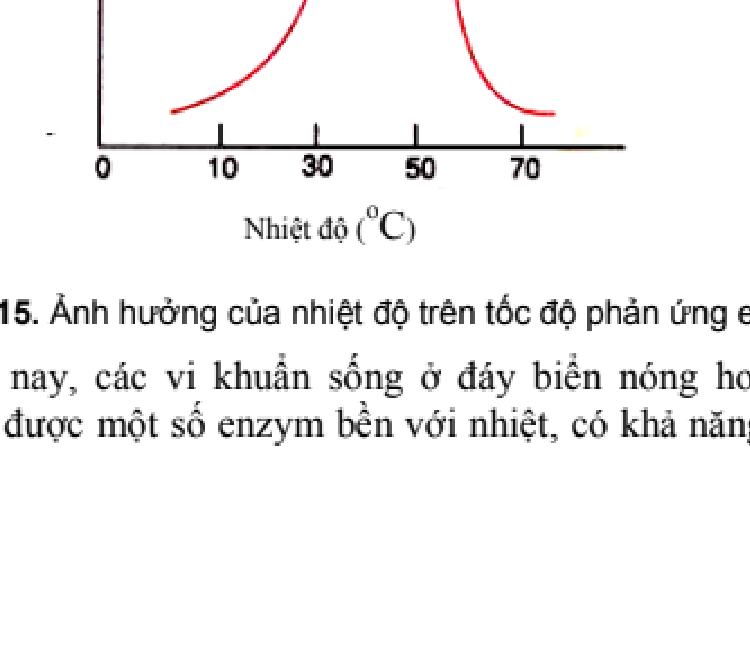 0 10 30 50 70
Nhiệt độ (°C)
15. Ảnh hưởng của nhiệt độ trên tốc độ phản ứng e
nay, các vi khuẩn sống ở đáy biển nóng
được một số enzym bền với nhiệt, có khả